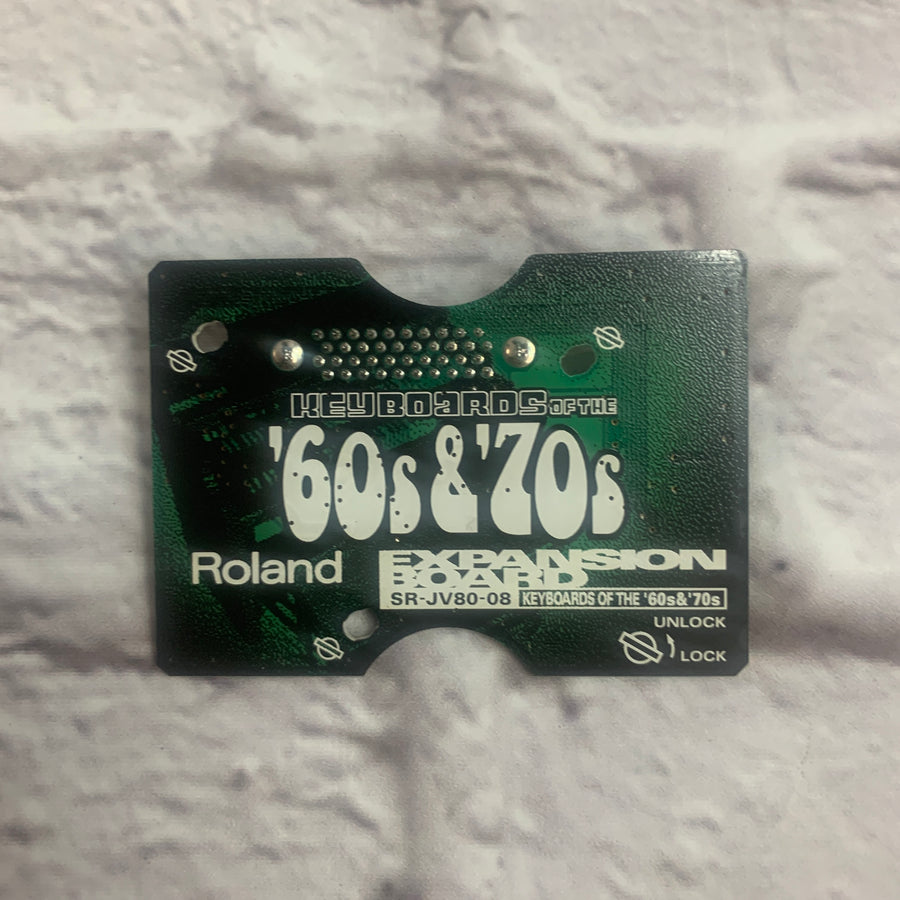 KEYBOARDS OF THE
'60s & '70s
Roland
EXPANSION
BOARD
SR-JV80-08 KEYBOARDS OF THE '60s&'70s
UNLOCK
LOCK